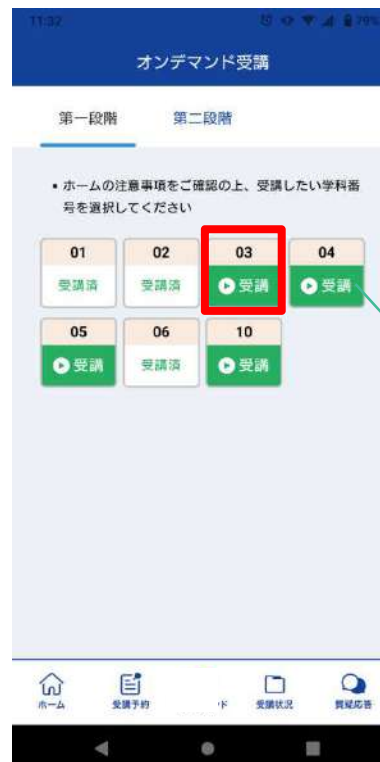 11:32
79%
オンデマンド受講
第一段階 第二段階
• ホームの注意事項をご確認の上、受講したい学科番
号を選択してください
01 02 03 04
受講済 受講済 受講 受講
05 06 10
受講 受講済 受講
ホーム 受講予約 ド 受講状況 質疑応答